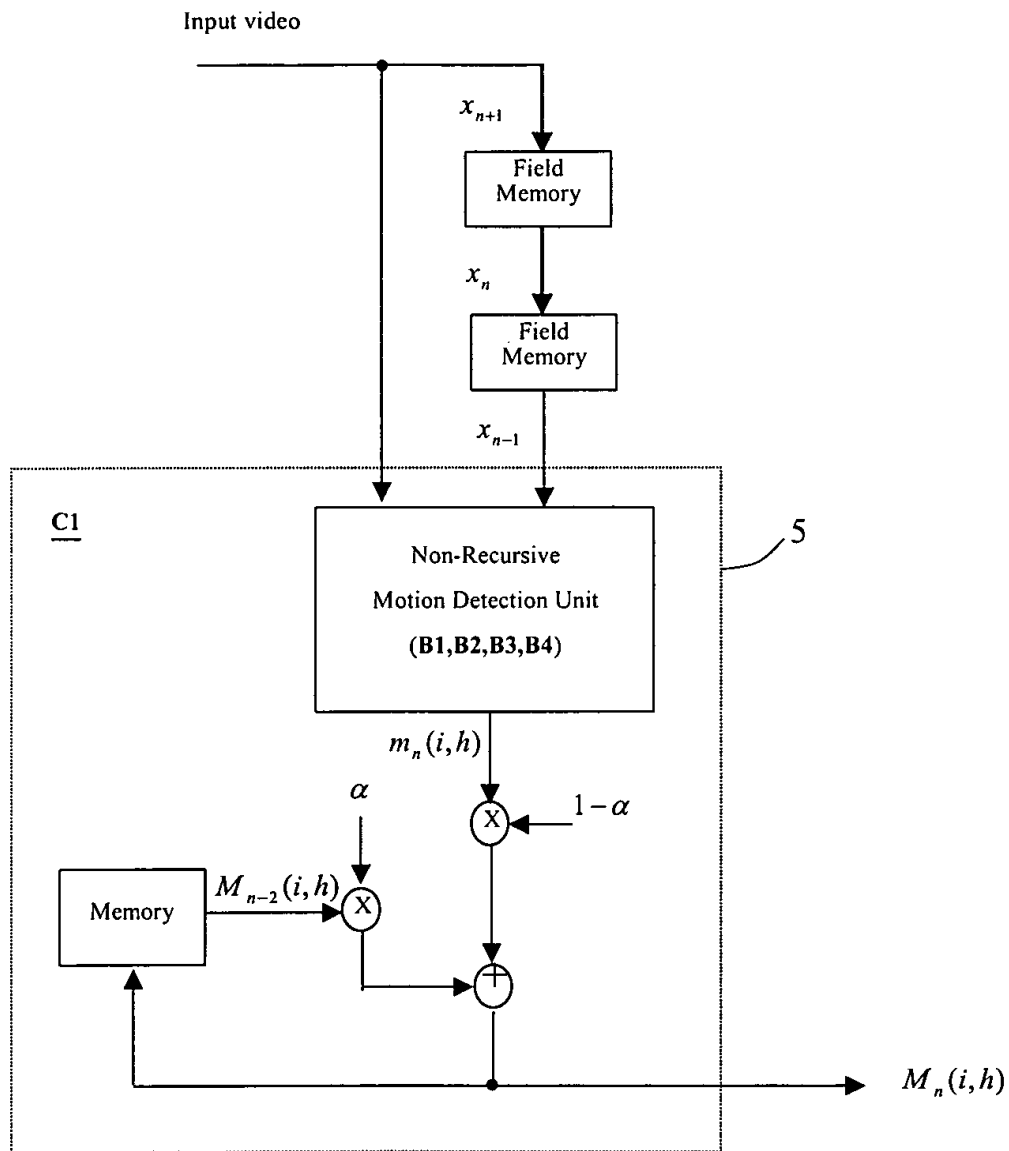 Input video
x_{n+1}
Field
Memory
x_n
Field
Memory
x_{n-1}
C1
5
Non-Recursive
Motion Detection Unit
(B1,B2,B3,B4)
m_n(i,h)
α
X
1-α
Memory
M_{n-2}(i,h)
X
+
M_n(i,h)